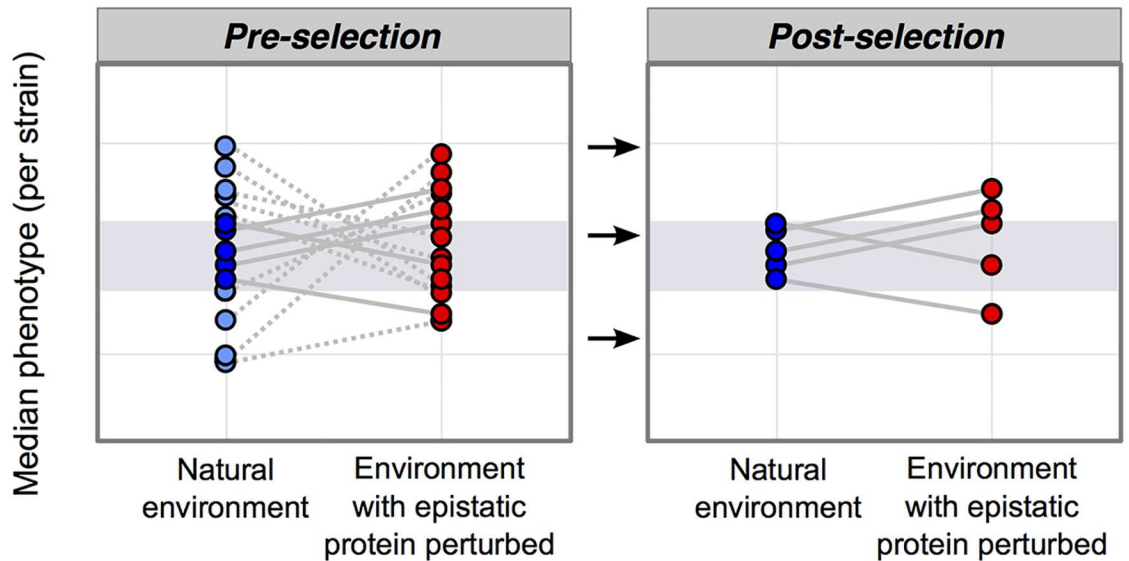 Pre-selection
Post-selection
Median phenotype (per strain)
Natural
environment
Environment
with epistatic
protein perturbed
Natural
environment
Environment
with epistatic
protein perturbed